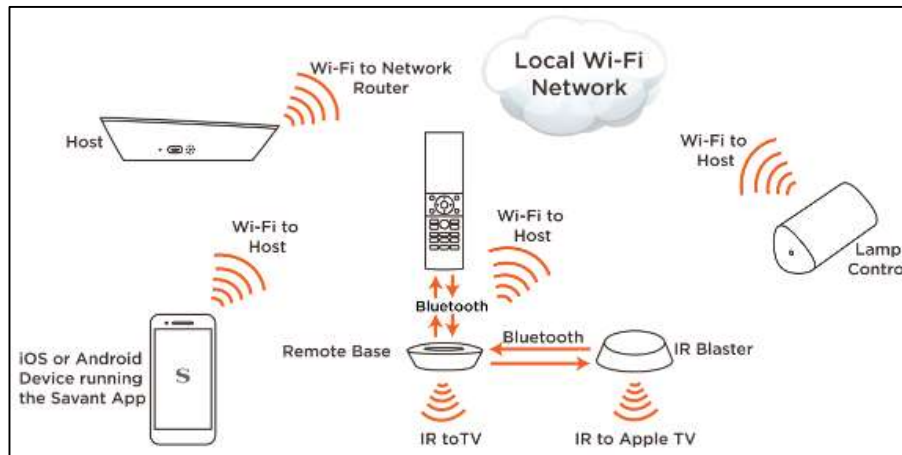 Local Wi-Fi
Network
Wi-Fi to Network
Router
Host
Wi-Fi to
Host
Wi-Fi to
Host
Wi-Fi to
Host
Lamp
Control
Bluetooth
Bluetooth
Remote Base
IR Blaster
iOS or Android
Device running
the Savant App
S
IR toTV
IR to Apple TV